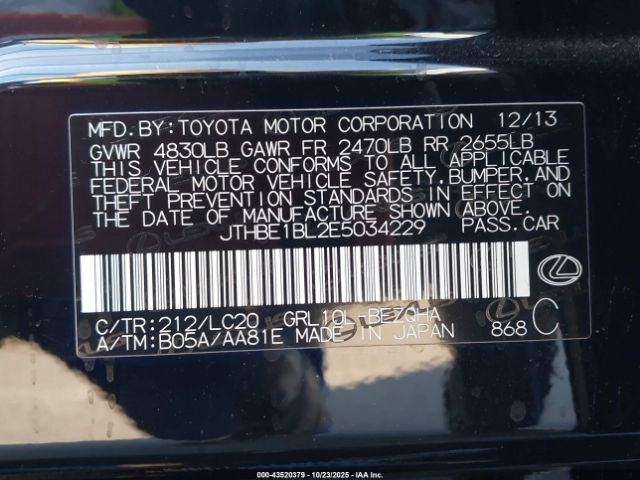 MFD.BY:TOYOTA MOTOR CORPORATION 12/13
GVWR 4830LB GAWR FR 2470LB RR 2655LB
THIS VEHICLE CONFORMS TO ALL APPLICABLE
FEDERAL MOTOR VEHICLE SAFETY,BUMPER,AND
THEFT PREVENTION STANDARDS IN EFFECT ON
THE DATE OF MANUFACTURE SHOWN ABOVE.
JTHBE1BL2E5034229 PASS.CAR
C/TR:212/LC20 GRL10L-BEZQHA
A/TM:B05A/AA81E MADE IN JAPAN 868 C
LEXUS
000-43520379 - 10/23/2025 - IAA Inc.